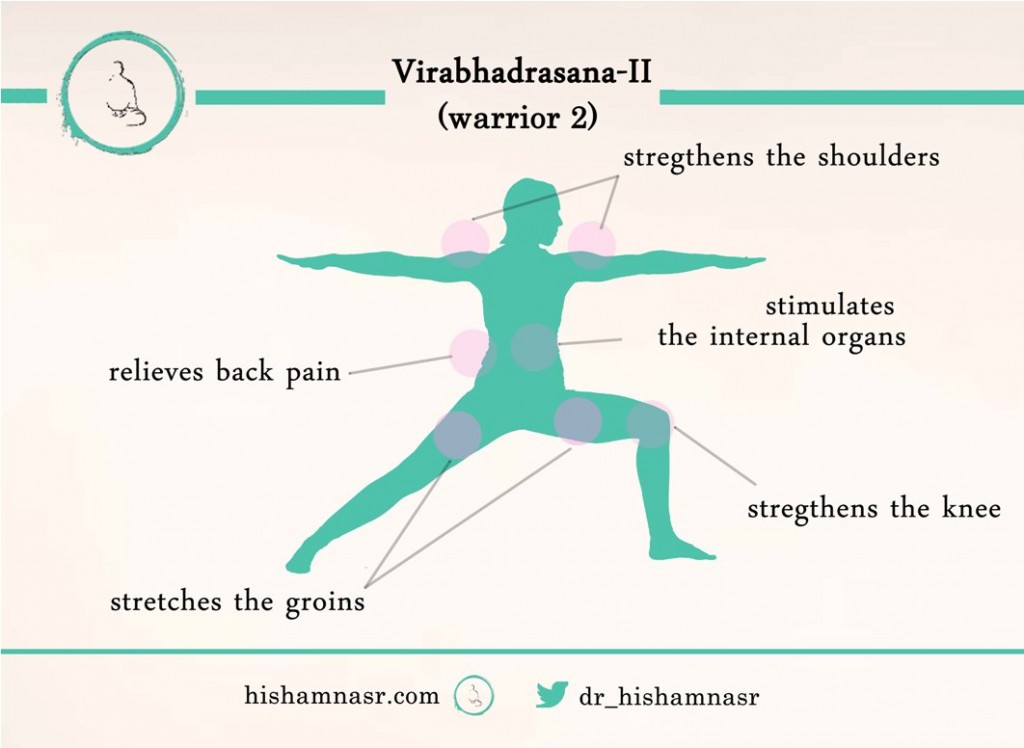 Virabhadrasana-II
(warrior 2)
stregthens the shoulders
stimulates
the internal organs
relieves back pain
stregthens the knee
stretches the groins
hishamnasr.com
dr_hishamnasr